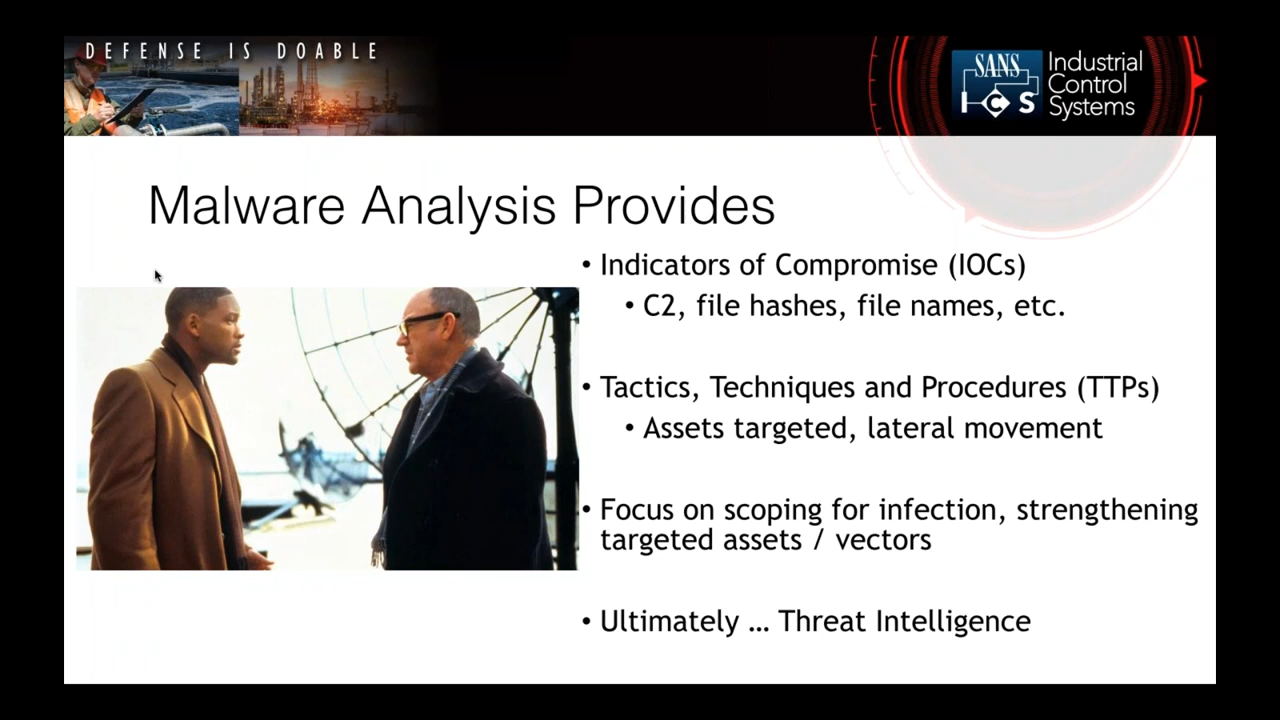 DEFENSE IS DOABLE
SANS
ICS
Industrial
Control
Systems
Malware Analysis Provides
• Indicators of Compromise (IOCs)
• C2, file hashes, file names, etc.
• Tactics, Techniques and Procedures (TTPs)
• Assets targeted, lateral movement
• Focus on scoping for infection, strengthening
targeted assets / vectors
• Ultimately … Threat Intelligence